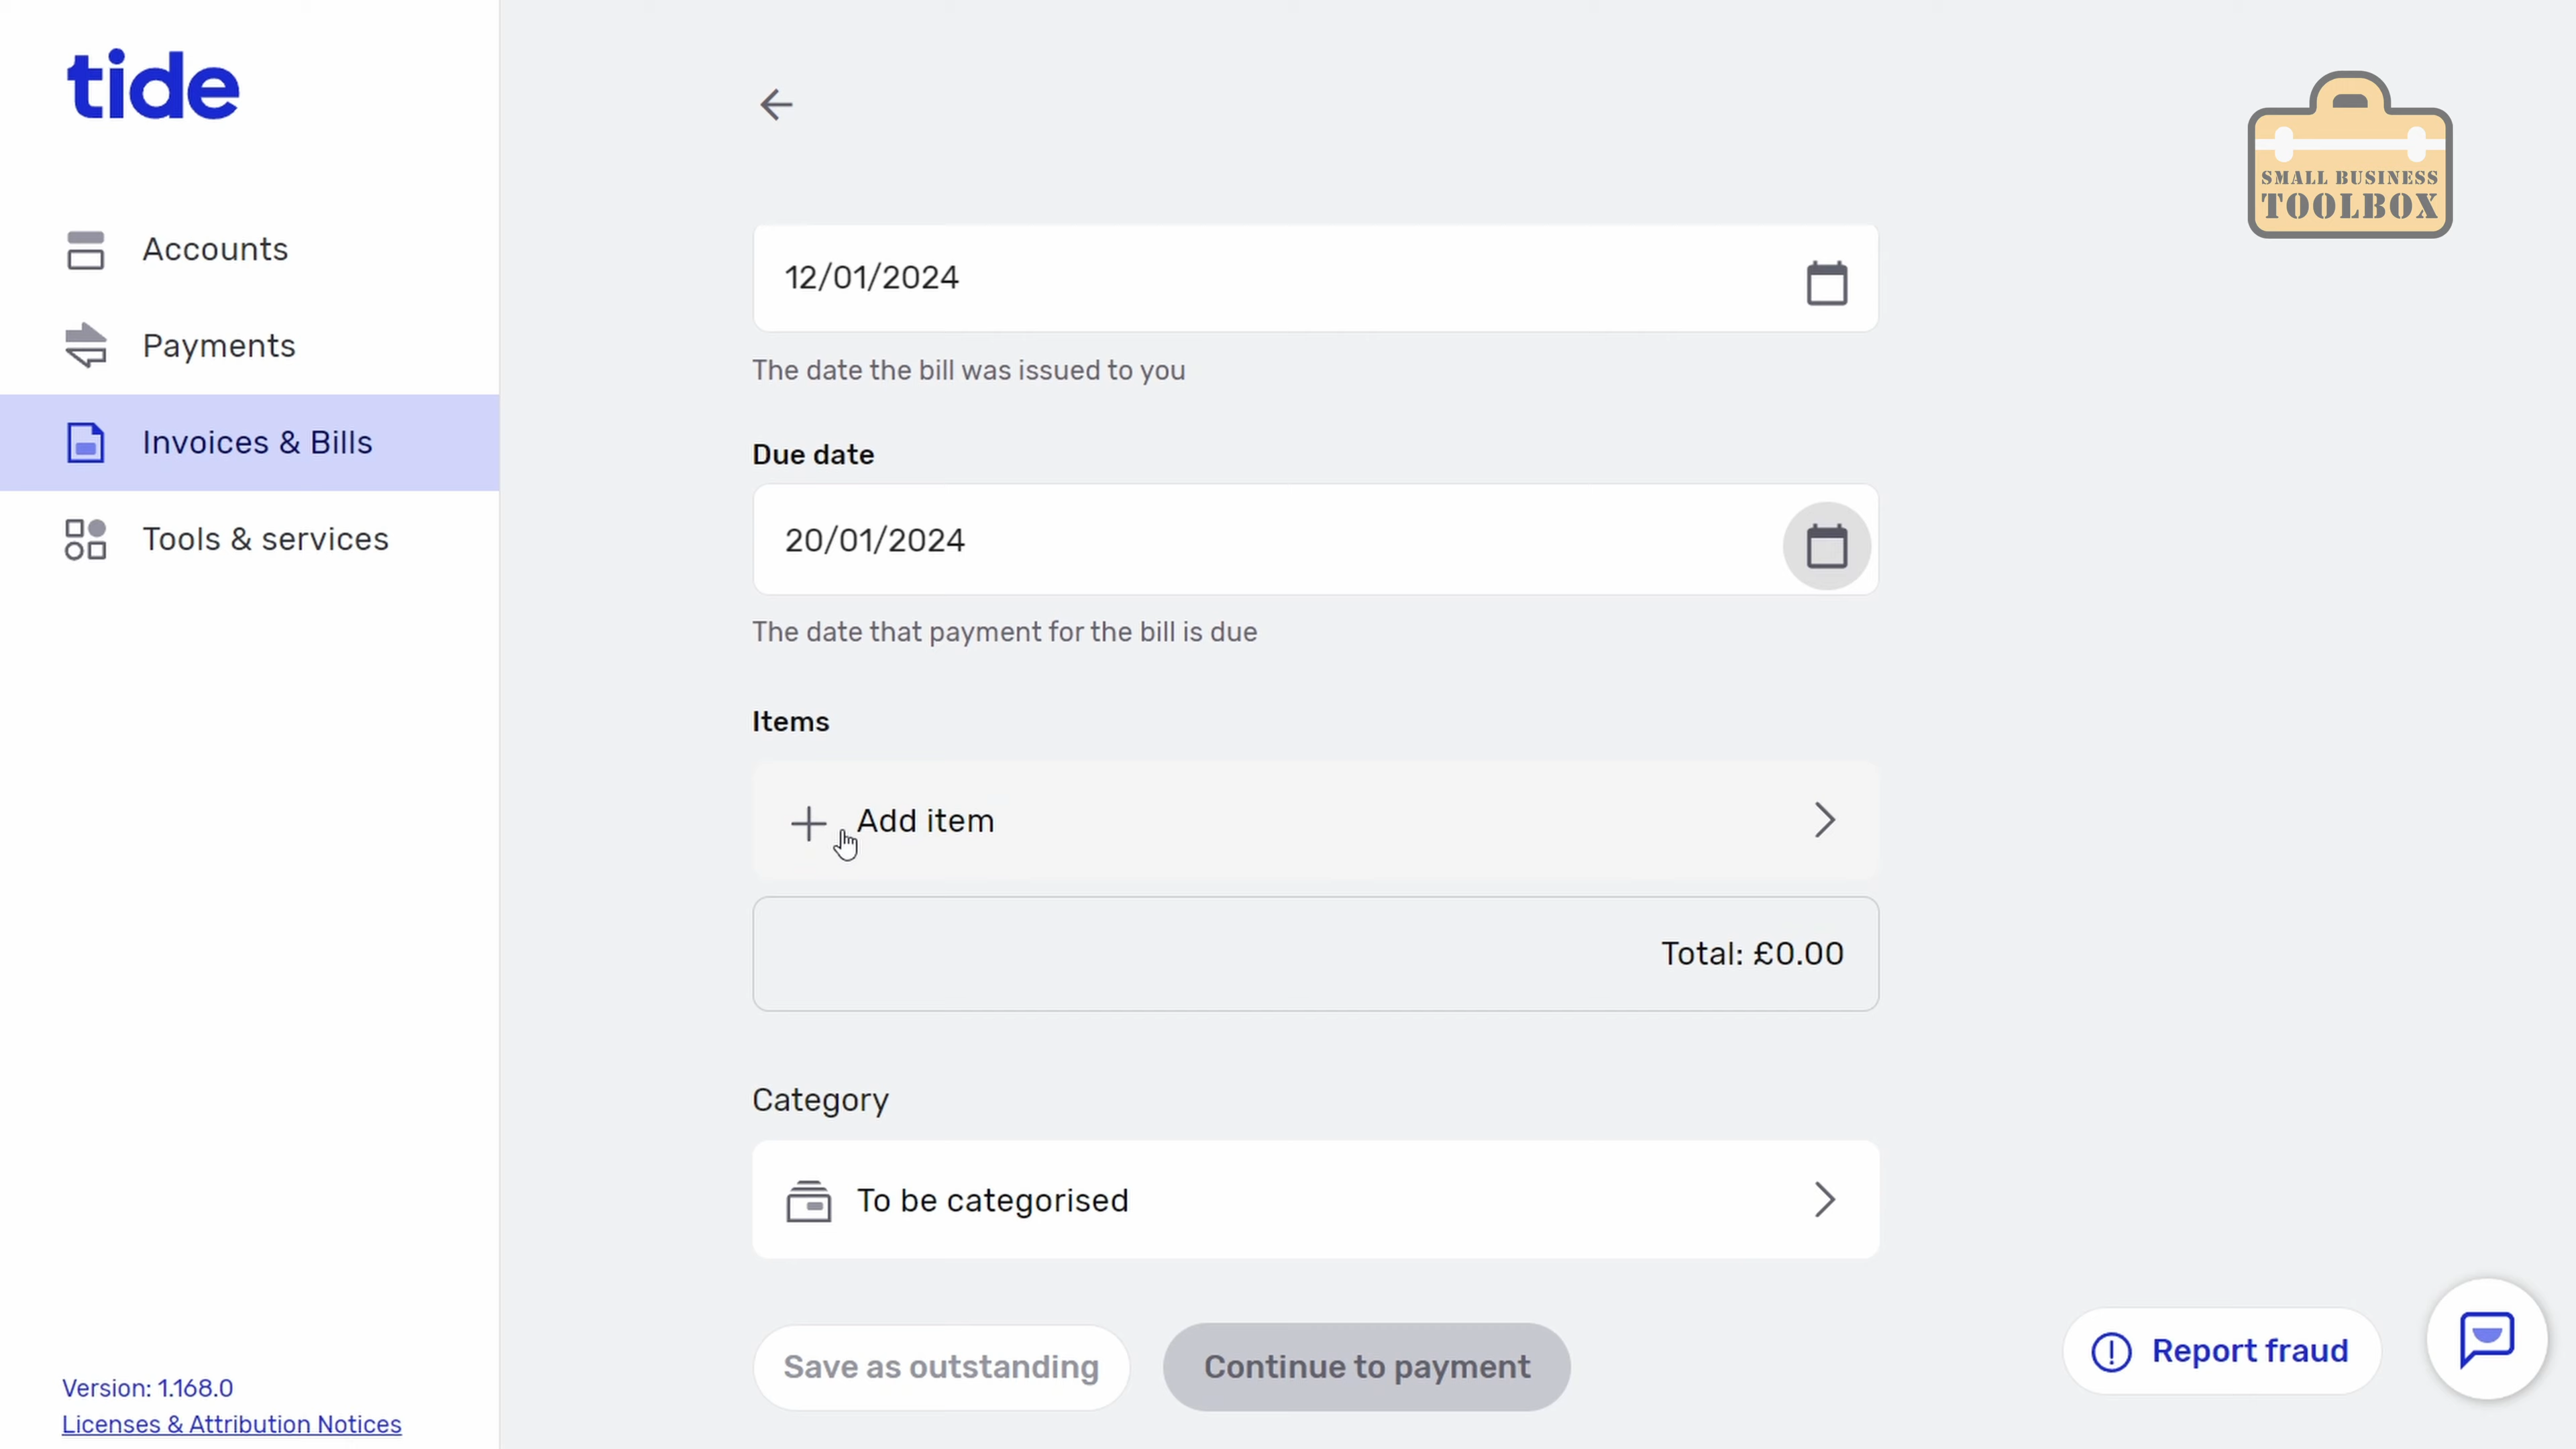 tide
Accounts
Payments
Invoices & Bills
Tools & services
Version: 1.168.0
Licenses & Attribution Notices
12/01/2024
The date the bill was issued to you
Due date
20/01/2024
The date that payment for the bill is due
Items
Add item
Total: £0.00
Category
To be categorised
Save as outstanding
Continue to payment
SMALL BUSINESS
TOOLBOX
Report fraud